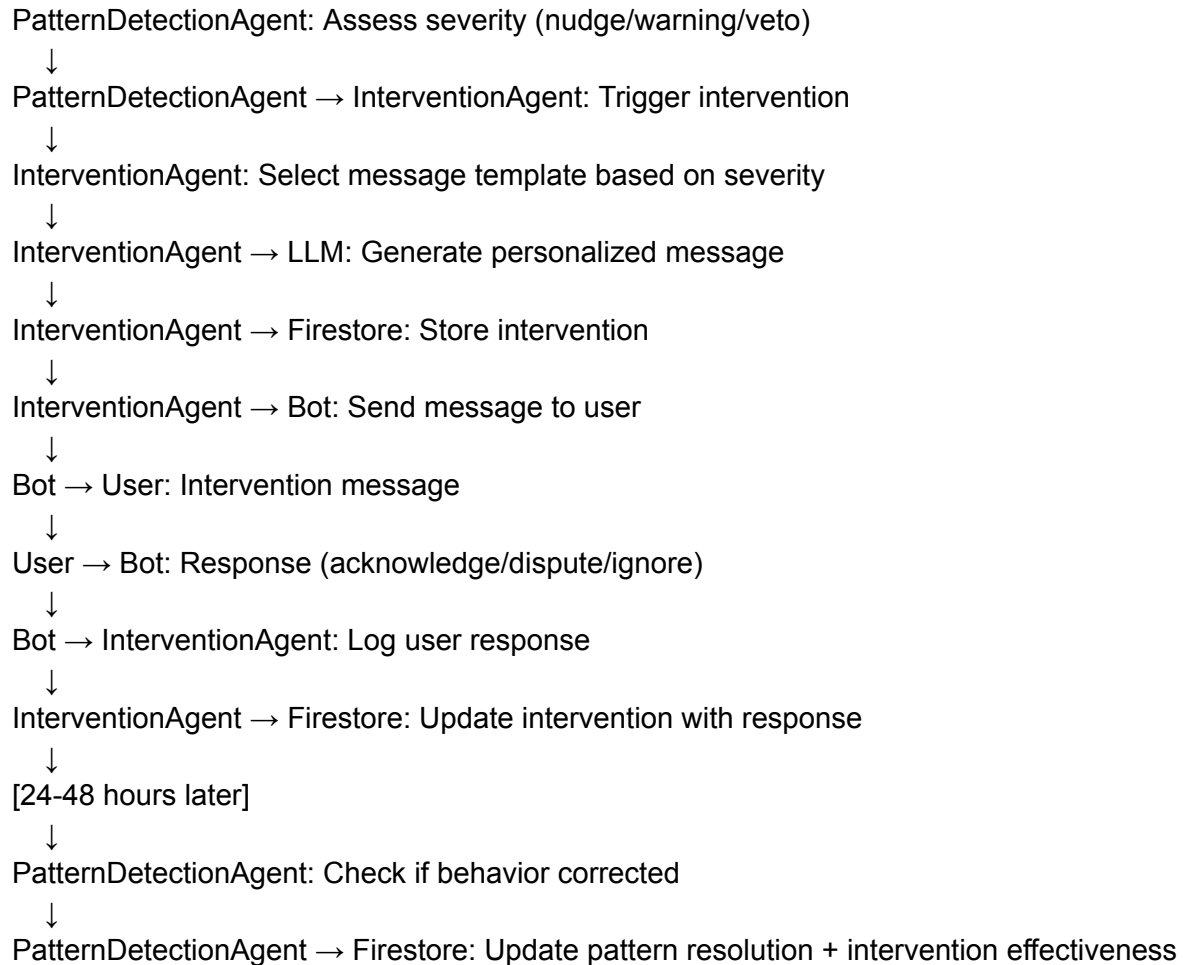 PatternDetectionAgent: Assess severity (nudge/warning/veto)
↓
PatternDetectionAgent → InterventionAgent: Trigger intervention
↓
InterventionAgent: Select message template based on severity
↓
InterventionAgent → LLM: Generate personalized message
↓
InterventionAgent → Firestore: Store intervention
↓
InterventionAgent → Bot: Send message to user
↓
Bot → User: Intervention message
↓
User → Bot: Response (acknowledge/dispute/ignore)
↓
Bot → InterventionAgent: Log user response
↓
InterventionAgent → Firestore: Update intervention with response
↓
[24-48 hours later]
↓
PatternDetectionAgent: Check if behavior corrected
↓
PatternDetectionAgent → Firestore: Update pattern resolution + intervention effectiveness